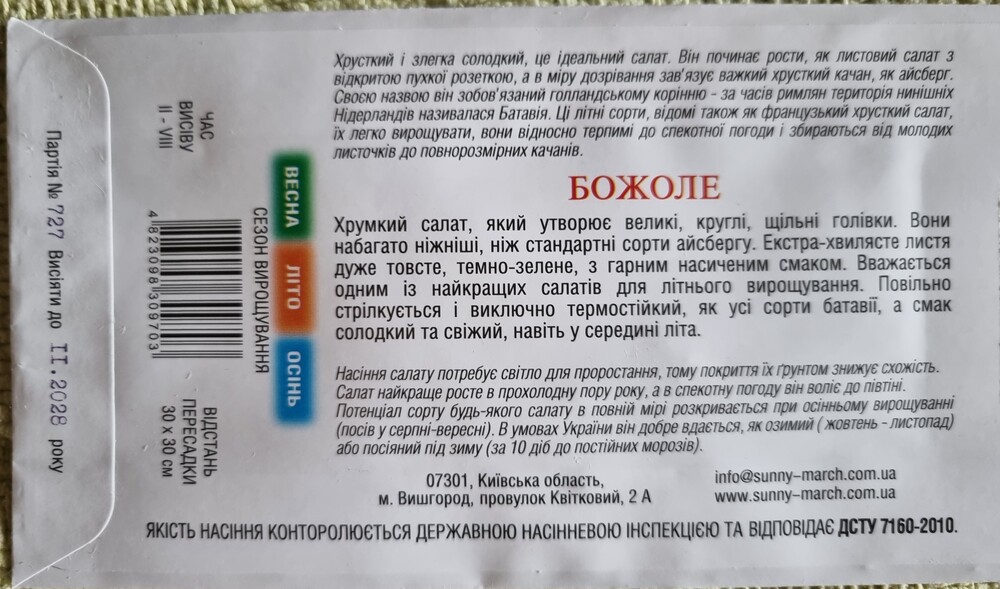 Хрусткий і злегка солодкий, це ідеальний салат. Він починає рости, як листовий салат з
відкритою пухкої розеткою, а в міру дозрівання зав'язує важкий хрусткий качан, як айсберг.
Своєю назвою він зобов'язаний голландському корінню - за часів римлян територія нинішніх
Нідерландів називалася Батавія. Ці літні сорти, відомі також як французький хрусткий салат,
їх легко вирощувати, вони відносно терпимі до спекотної погоди і збираються від молодих
листочків до повнорозмірних качанів.
БОЖОЛЕ
Хрумкий салат, який утворює великі, круглі, щільні голівки. Вони
набагато ніжніші, ніж стандартні сорти айсбергу. Екстра-хвилясте листя
дуже товсте, темно-зелене, з гарним насиченим смаком. Вважається
одним із найкращих салатів для літнього вирощування. Повільно
стрілкується і виключно термостійкий, як усі сорти батавії, а смак
солодкий та свіжий, навіть у середині літа.
Насіння салату потребує світло для проростання, тому покриття їх ґрунтом знижує схожість.
Салат найкраще росте в прохолодну пору року, а в спекотну погоду він воліє до півтіні.
Потенціал сорту будь-якого салату в повній мірі розкривається при осінньому вирощуванні
(посів у серпні-вересні). В умовах України він добре вдається, як озимий ( жовтень - листопад)
або посіяний під зиму (за 10 діб до постійних морозів).
07301, Київська область,
м. Вишгород, провулок Квітковий, 2 А
info@sunny-march.com.ua
www.sunny-march.com.ua
ЯКІСТЬ НАСІННЯ КОНТОРОЛЮЄТЬСЯ ДЕРЖАВНОЮ НАСІННЕВОЮ ІНСПЕКЦІЄЮ ТА ВІДПОВІДАЄ ДСТУ 7160-2010.
ВЕСНА
ЛІТО
ОСІНЬ
СЕЗОН ВИРОЩУВАННЯ
ЧАС
ВИСІВУ
II - VIII
4 823098 399703
ВІДСТАНЬ
ПЕРЕСАДКИ
30 х 30 см
Партія № 727 Висіяти до II.2028 року